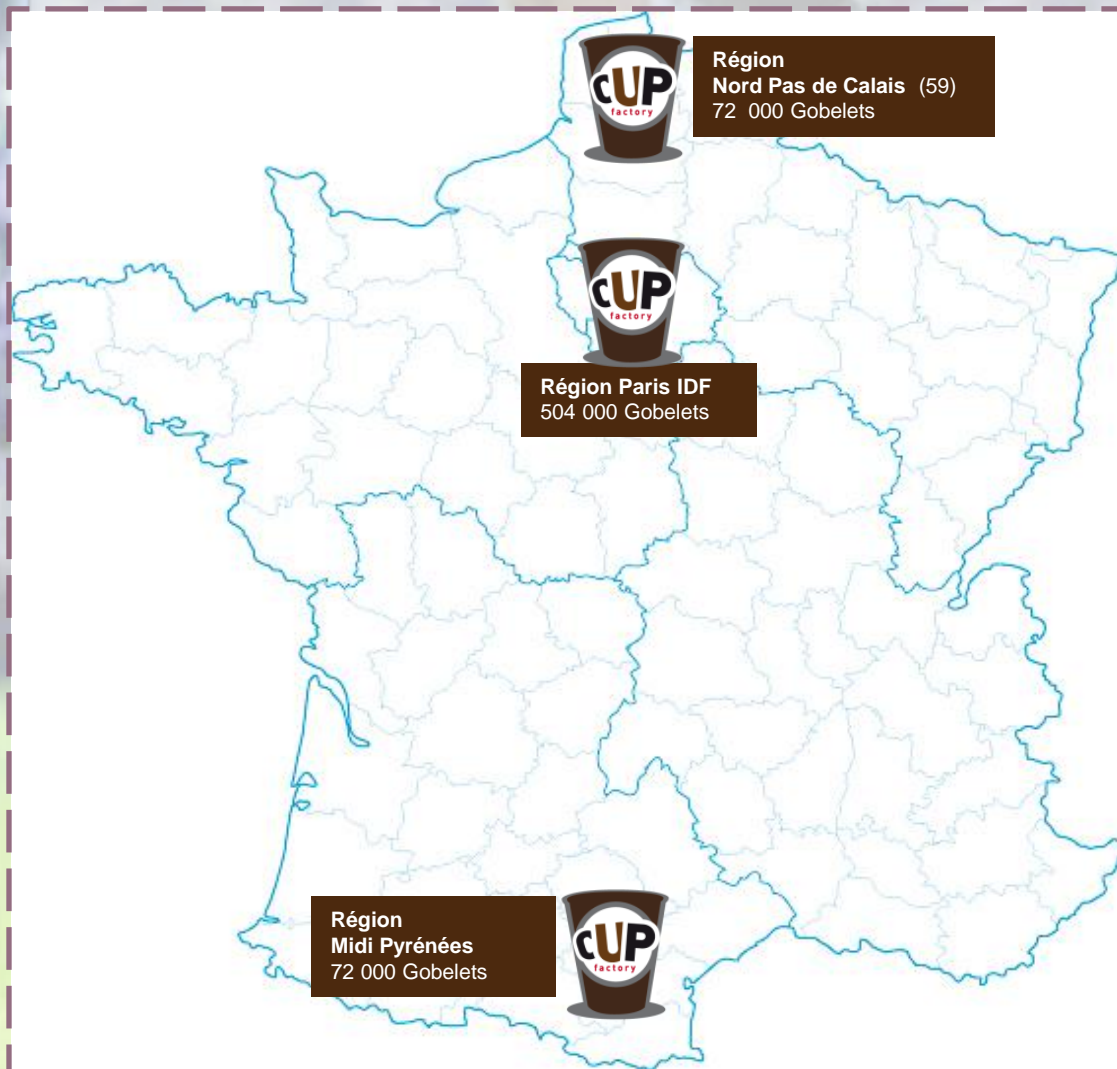 CUP
factory
Région
Nord Pas de Calais (59)
72 000 Gobelets
CUP
factory
Région Paris IDF
504 000 Gobelets
Région
Midi Pyrénées
72 000 Gobelets
CUP
factory